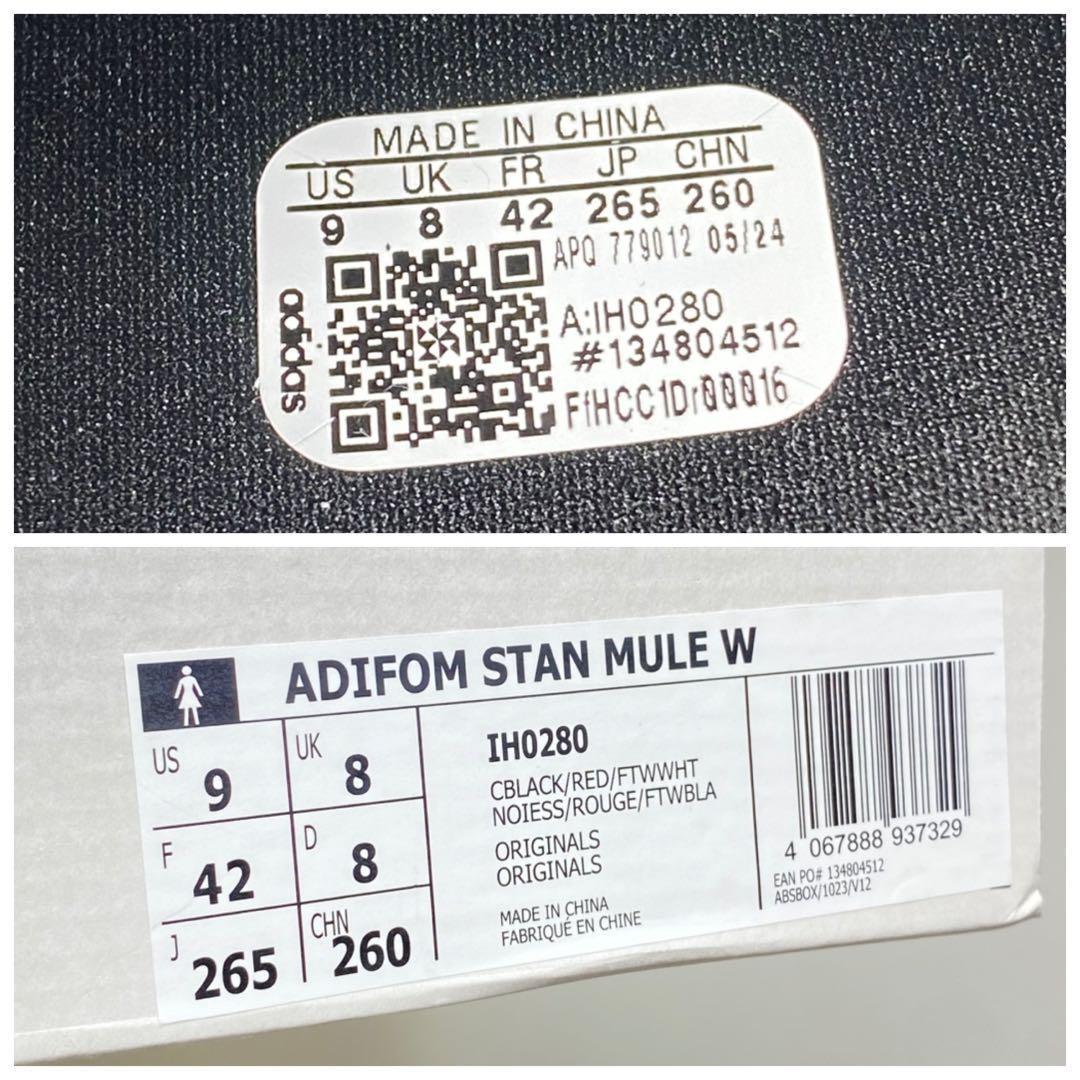 MADE IN CHINA
US UK FR JP CHN
9 8 42 265 260
APQ 779012 05/24
adidas
A:IH0280
#134804512
FfHCC1Dr00016
ADIFOM STAN MULE W
US 9 UK 8
F 42 D 8
J 265 CHN 260
IH0280
CBLACK/RED/FTWWHT
NOIESS/ROUGE/FTWBLA
ORIGINALS
ORIGINALS
MADE IN CHINA
FABRIQUÉ EN CHINE
4 067888 937329
EAN PO# 134804512
ABSBOX/1023/V12